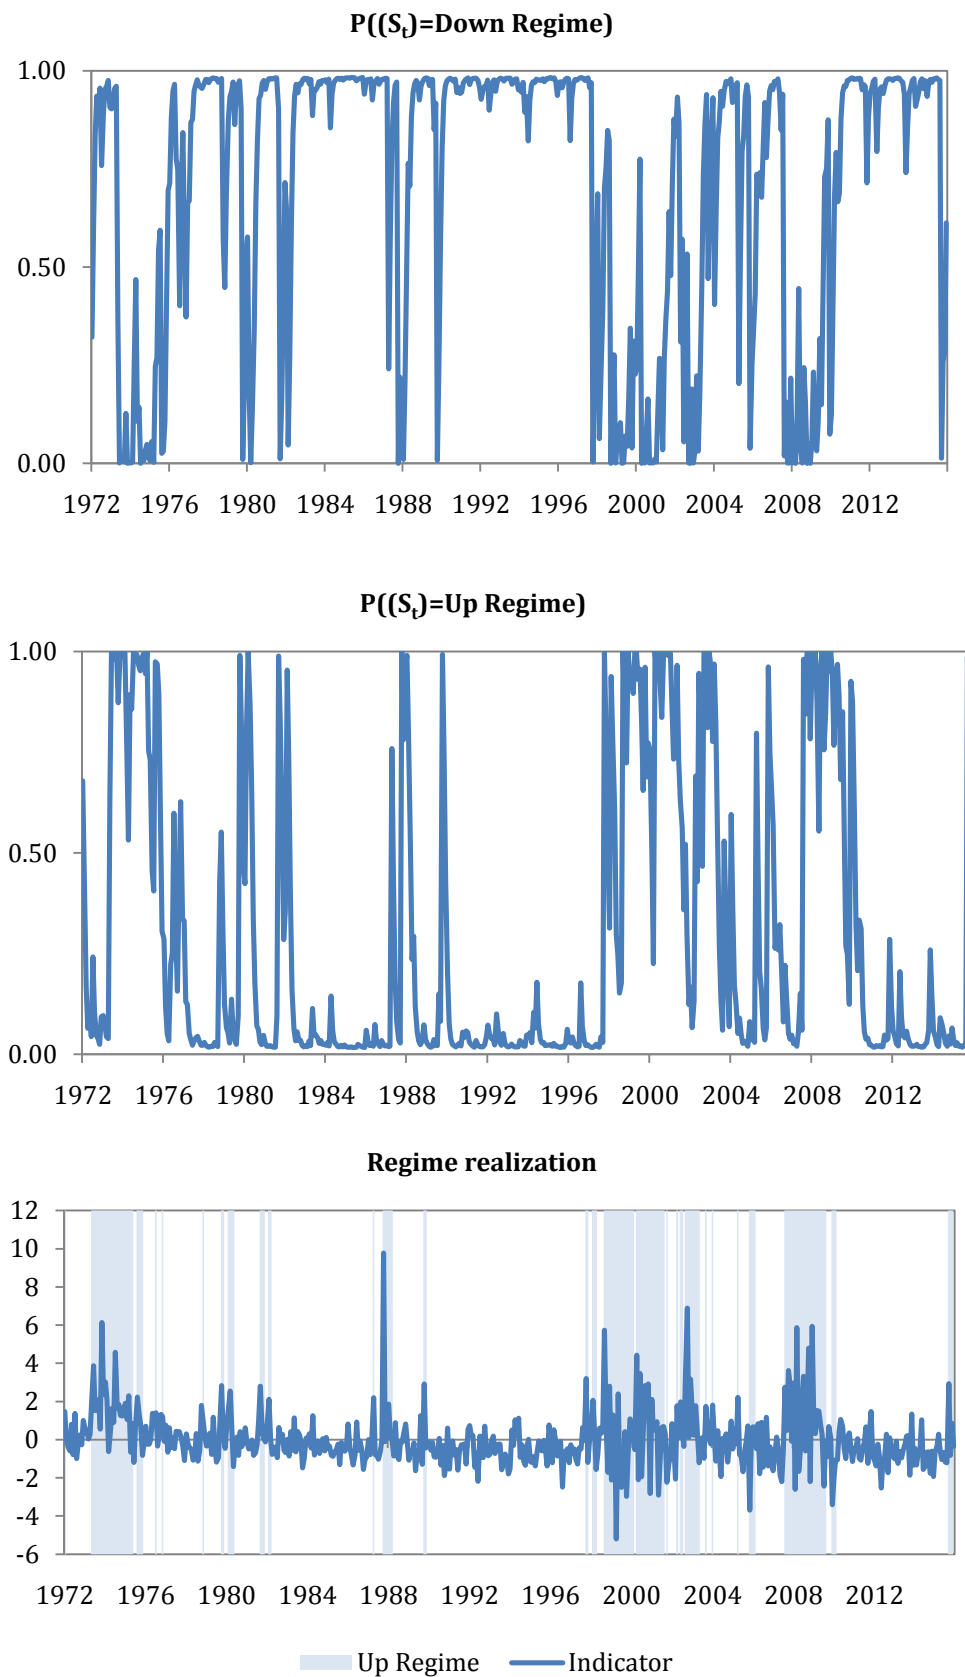 P((Sₜ)=Down Regime)
1.00
0.50
0.00
1972 1976 1980 1984 1988 1992 1996 2000 2004 2008 2012
P((Sₜ)=Up Regime)
1.00
0.50
0.00
1972 1976 1980 1984 1988 1992 1996 2000 2004 2008 2012
Regime realization
12
10
8
6
4
2
0
-2
-4
-6
1972 1976 1980 1984 1988 1992 1996 2000 2004 2008 2012
Up Regime Indicator